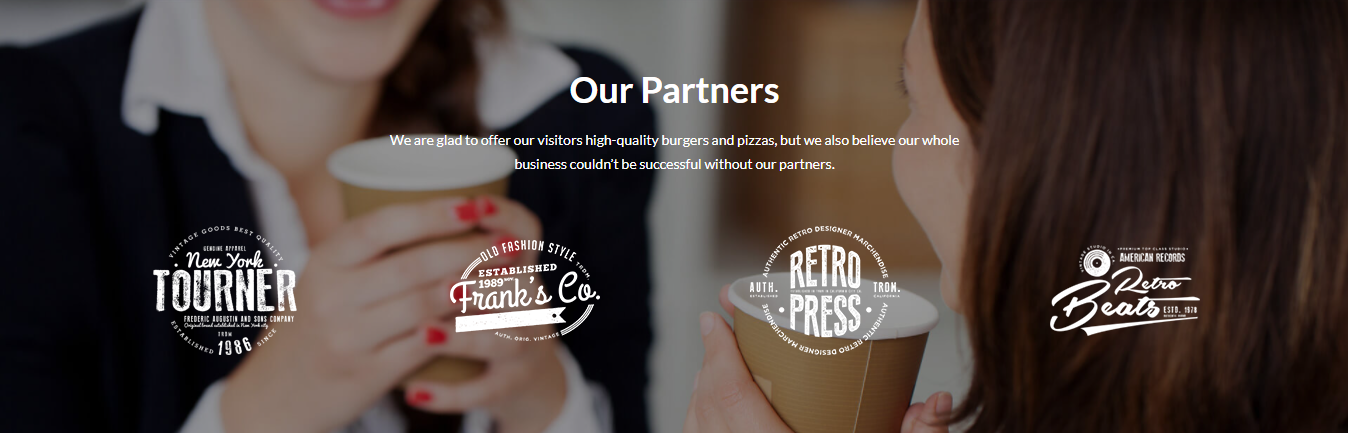 Our Partners
We are glad to offer our visitors high-quality burgers and pizzas, but we also believe our whole
business couldn't be successful without our partners.
VINTAGE GOODS BEST QUALITY
GENUINE APPAREL
New York
TOURNER
FREDERIC AUGUSTIN AND SONS COMPANY
Original brand established in New York city
FROM
ESTABLISHED 1986 SINCE
OLD FASHION STYLE
FROM.
ESTABLISHED
1989
Frank's Co.
AUTH. ORIG. VINTAGE
AUTHENTIC RETRO DESIGNER MARCHENDISE
RETRO
AUTH. TROM.
ESTABLISHED CALIFORNIA
PRESS
AUTHENTIC RETRO DESIGNER MARCHENDISE
PREMIUM TOP CLASS STUDIO
AMERICAN RECORDS
Retro
Beats
ESTD. 1978